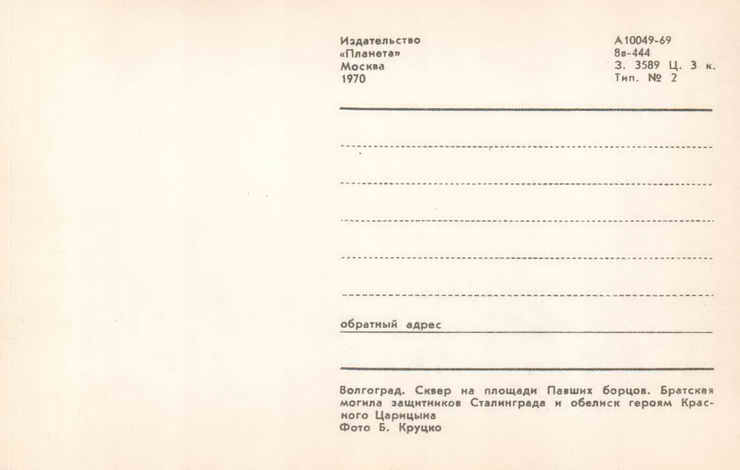 Издательство
«Планета»
Москва
1970
А10049-69
8в-444
З. 3589 Ц. 3 к.
Тип. № 2
обратный адрес
Волгоград. Сквер на площади Павших борцов. Братская
могила защитников Сталинграда и обелиск героям Крас-
ного Царицына
Фото Б. Круцко